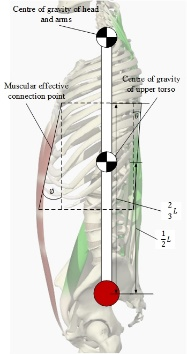 Centre of gravity of head
and arms
Muscular effective
connection point
Centre of gravity
of upper torso
θ
Ø
2
3
L
1
2
L